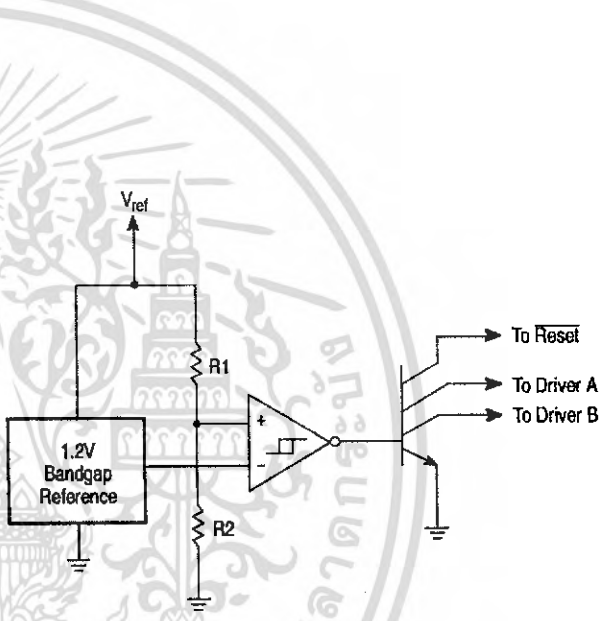 Vref
R1
To Reset
To Driver A
To Driver B
+
-
1.2V
Bandgap
Reference
R2